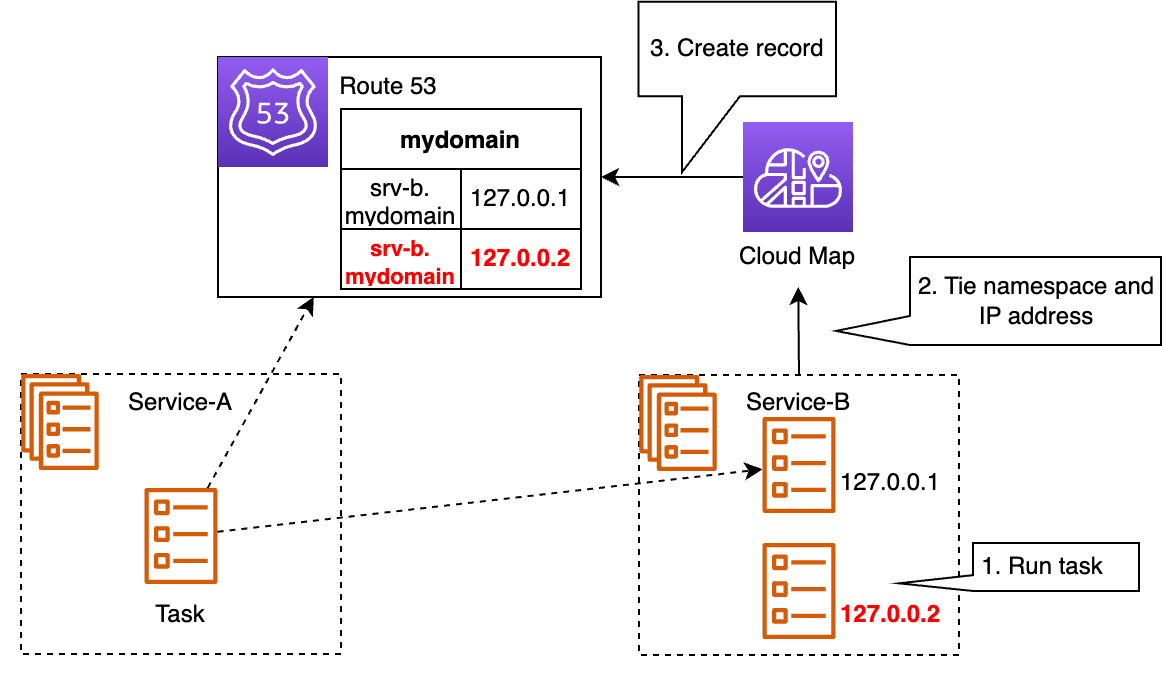 3. Create record
53
Route 53
mydomain
srv-b.
mydomain
127.0.0.1
srv-b.
mydomain
127.0.0.2
Cloud Map
2. Tie namespace and
IP address
Service-A
Task
Service-B
127.0.0.1
1. Run task
127.0.0.2